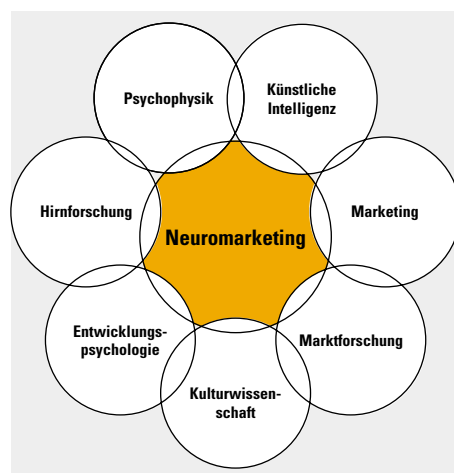 Psychophysik
Künstliche
Intelligenz
Hirnforschung
Neuromarketing
Marketing
Entwicklungs-
psychologie
Marktforschung
Kulturwissen-
schaft